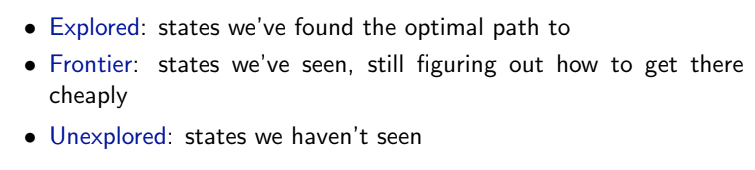 • Explored: states we've found the optimal path to
• Frontier: states we've seen, still figuring out how to get there
cheaply
• Unexplored: states we haven't seen